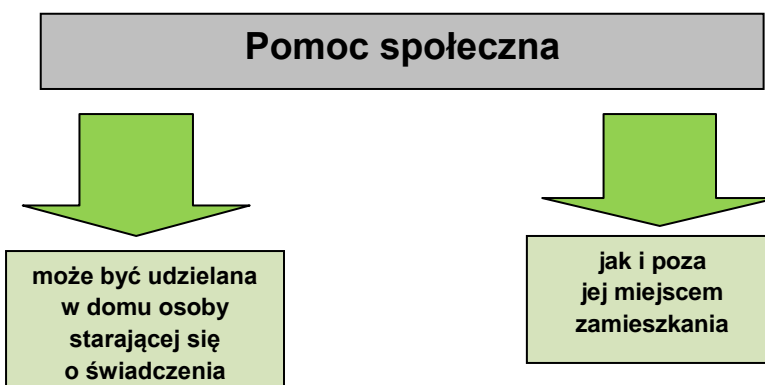 Pomoc społeczna
może być udzielana
w domu osoby
starającej się
o świadczenia
jak i poza
jej miejscem
zamieszkania